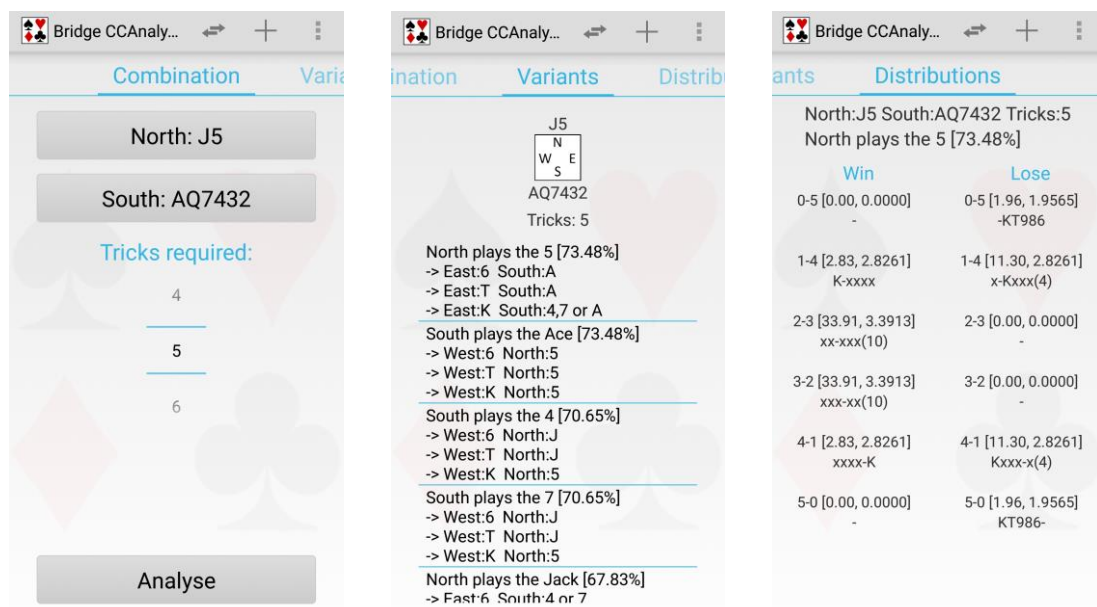 Bridge CCAnaly...
Combination
Varia
North: J5
South: AQ7432
Tricks required:
4
5
6
Analyse
Bridge CCAnaly...
ination Variants Distrib
J5
N
W E
S
AQ7432
Tricks: 5
North plays the 5 [73.48%]
-> East:6 South:A
-> East:T South:A
-> East:K South:4,7 or A
South plays the Ace [73.48%]
-> West:6 North:5
-> West:T North:5
-> West:K North:5
South plays the 4 [70.65%]
-> West:6 North:J
-> West:T North:J
-> West:K North:5
South plays the 7 [70.65%]
-> West:6 North:J
-> West:T North:J
-> West:K North:5
North plays the Jack [67.83%]
-> East:6 South:4 or 7
Bridge CCAnaly...
ants Distributions
North:J5 South:AQ7432 Tricks:5
North plays the 5 [73.48%]
Win Lose
0-5 [0.00, 0.0000] 0-5 [1.96, 1.9565]
- -KT986
1-4 [2.83, 2.8261] 1-4 [11.30, 2.8261]
K-xxxx x-Kxxx(4)
2-3 [33.91, 3.3913] 2-3 [0.00, 0.0000]
xx-xxx(10) -
3-2 [33.91, 3.3913] 3-2 [0.00, 0.0000]
xxx-xx(10) -
4-1 [2.83, 2.8261] 4-1 [11.30, 2.8261]
xxxx-K Kxxx-x(4)
5-0 [0.00, 0.0000] 5-0 [1.96, 1.9565]
- KT986-